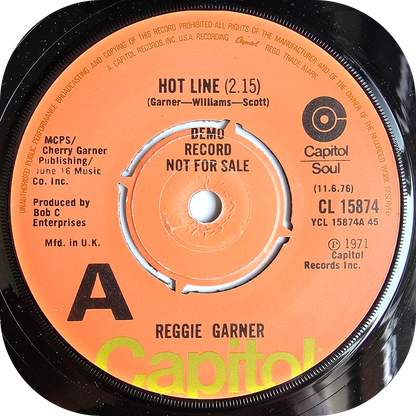 UNAUTHORISED PUBLIC PERFORMANCE BROADCASTING AND COPYING OF THIS RECORD PROHIBITED·ALL RIGHTS OF THE MANUFACTURER AND OF THE OWNER OF THE RECORDED WORK RESERVED
A CAPITOL RECORDS, INC., U.S.A. RECORDING Capitol REGD. TRADE MARK
HOT LINE (2.15)
(Garner—Williams—Scott)
DEMO
RECORD
NOT FOR SALE
MCPS/
Cherry Garner
Publishing/
June 16 Music
Co. Inc.
Produced by
Bob C
Enterprises
Mfd. in U.K.
Capitol
Soul
(11.6.76)
CL 15874
YCL 15874A 45
Ⓟ 1971
Capitol
Records Inc.
A
REGGIE GARNER
Capitol